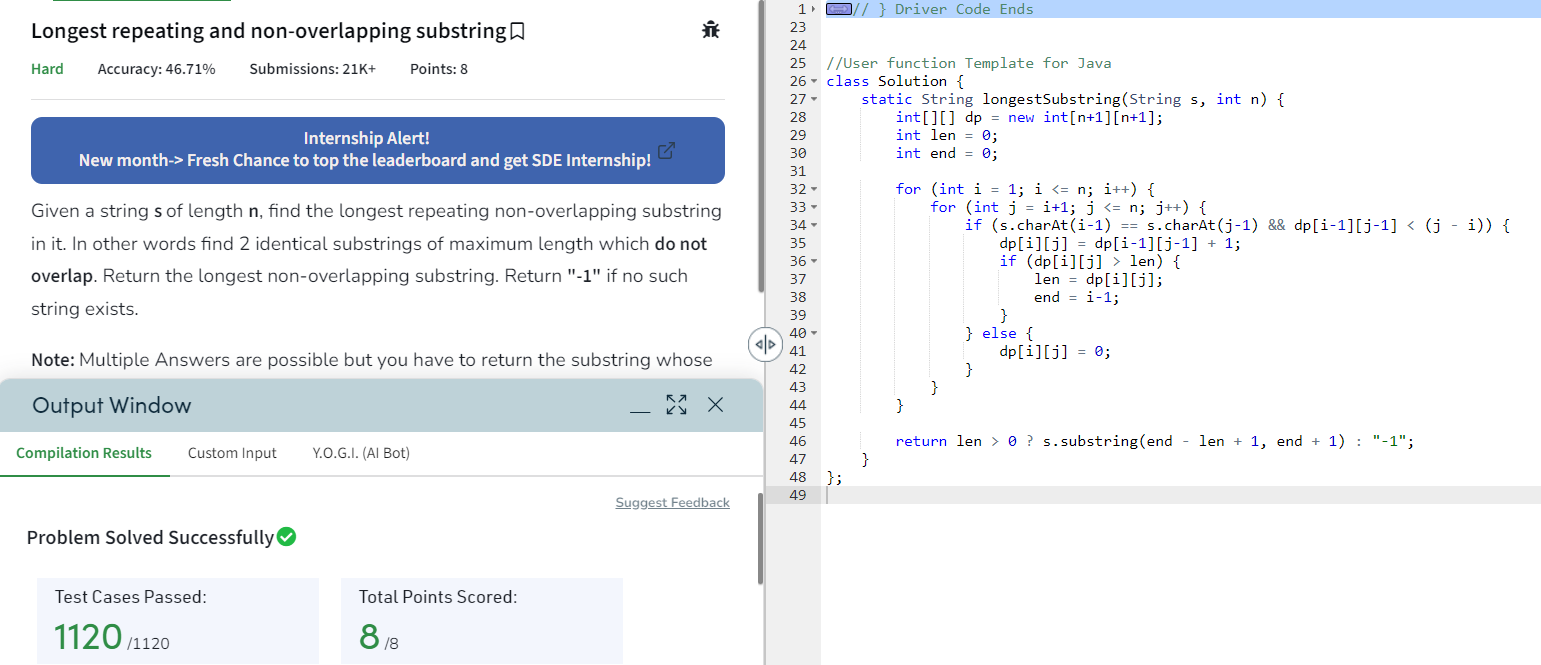 Longest repeating and non-overlapping substring
Hard Accuracy: 46.71% Submissions: 21K+ Points: 8
Internship Alert!
New month-> Fresh Chance to top the leaderboard and get SDE Internship!
Given a string s of length n, find the longest repeating non-overlapping substring
in it. In other words find 2 identical substrings of maximum length which do not
overlap. Return the longest non-overlapping substring. Return "-1" if no such
string exists.
Note: Multiple Answers are possible but you have to return the substring whose
Output Window
Compilation Results Custom Input Y.O.G.I. (AI Bot)
Suggest Feedback
Problem Solved Successfully
Test Cases Passed: Total Points Scored:
1120 /1120 8 /8
1 // } Driver Code Ends
23
24
25 //User function Template for Java
26 class Solution {
27     static String longestSubstring(String s, int n) {
28         int[][] dp = new int[n+1][n+1];
29         int len = 0;
30         int end = 0;
31
32         for (int i = 1; i <= n; i++) {
33             for (int j = i+1; j <= n; j++) {
34                 if (s.charAt(i-1) == s.charAt(j-1) && dp[i-1][j-1] < (j - i)) {
35                     dp[i][j] = dp[i-1][j-1] + 1;
36                     if (dp[i][j] > len) {
37                         len = dp[i][j];
38                         end = i-1;
39                     }
40                 } else {
41                     dp[i][j] = 0;
42                 }
43             }
44         }
45
46         return len > 0 ? s.substring(end - len + 1, end + 1) : "-1";
47     }
48 };
49